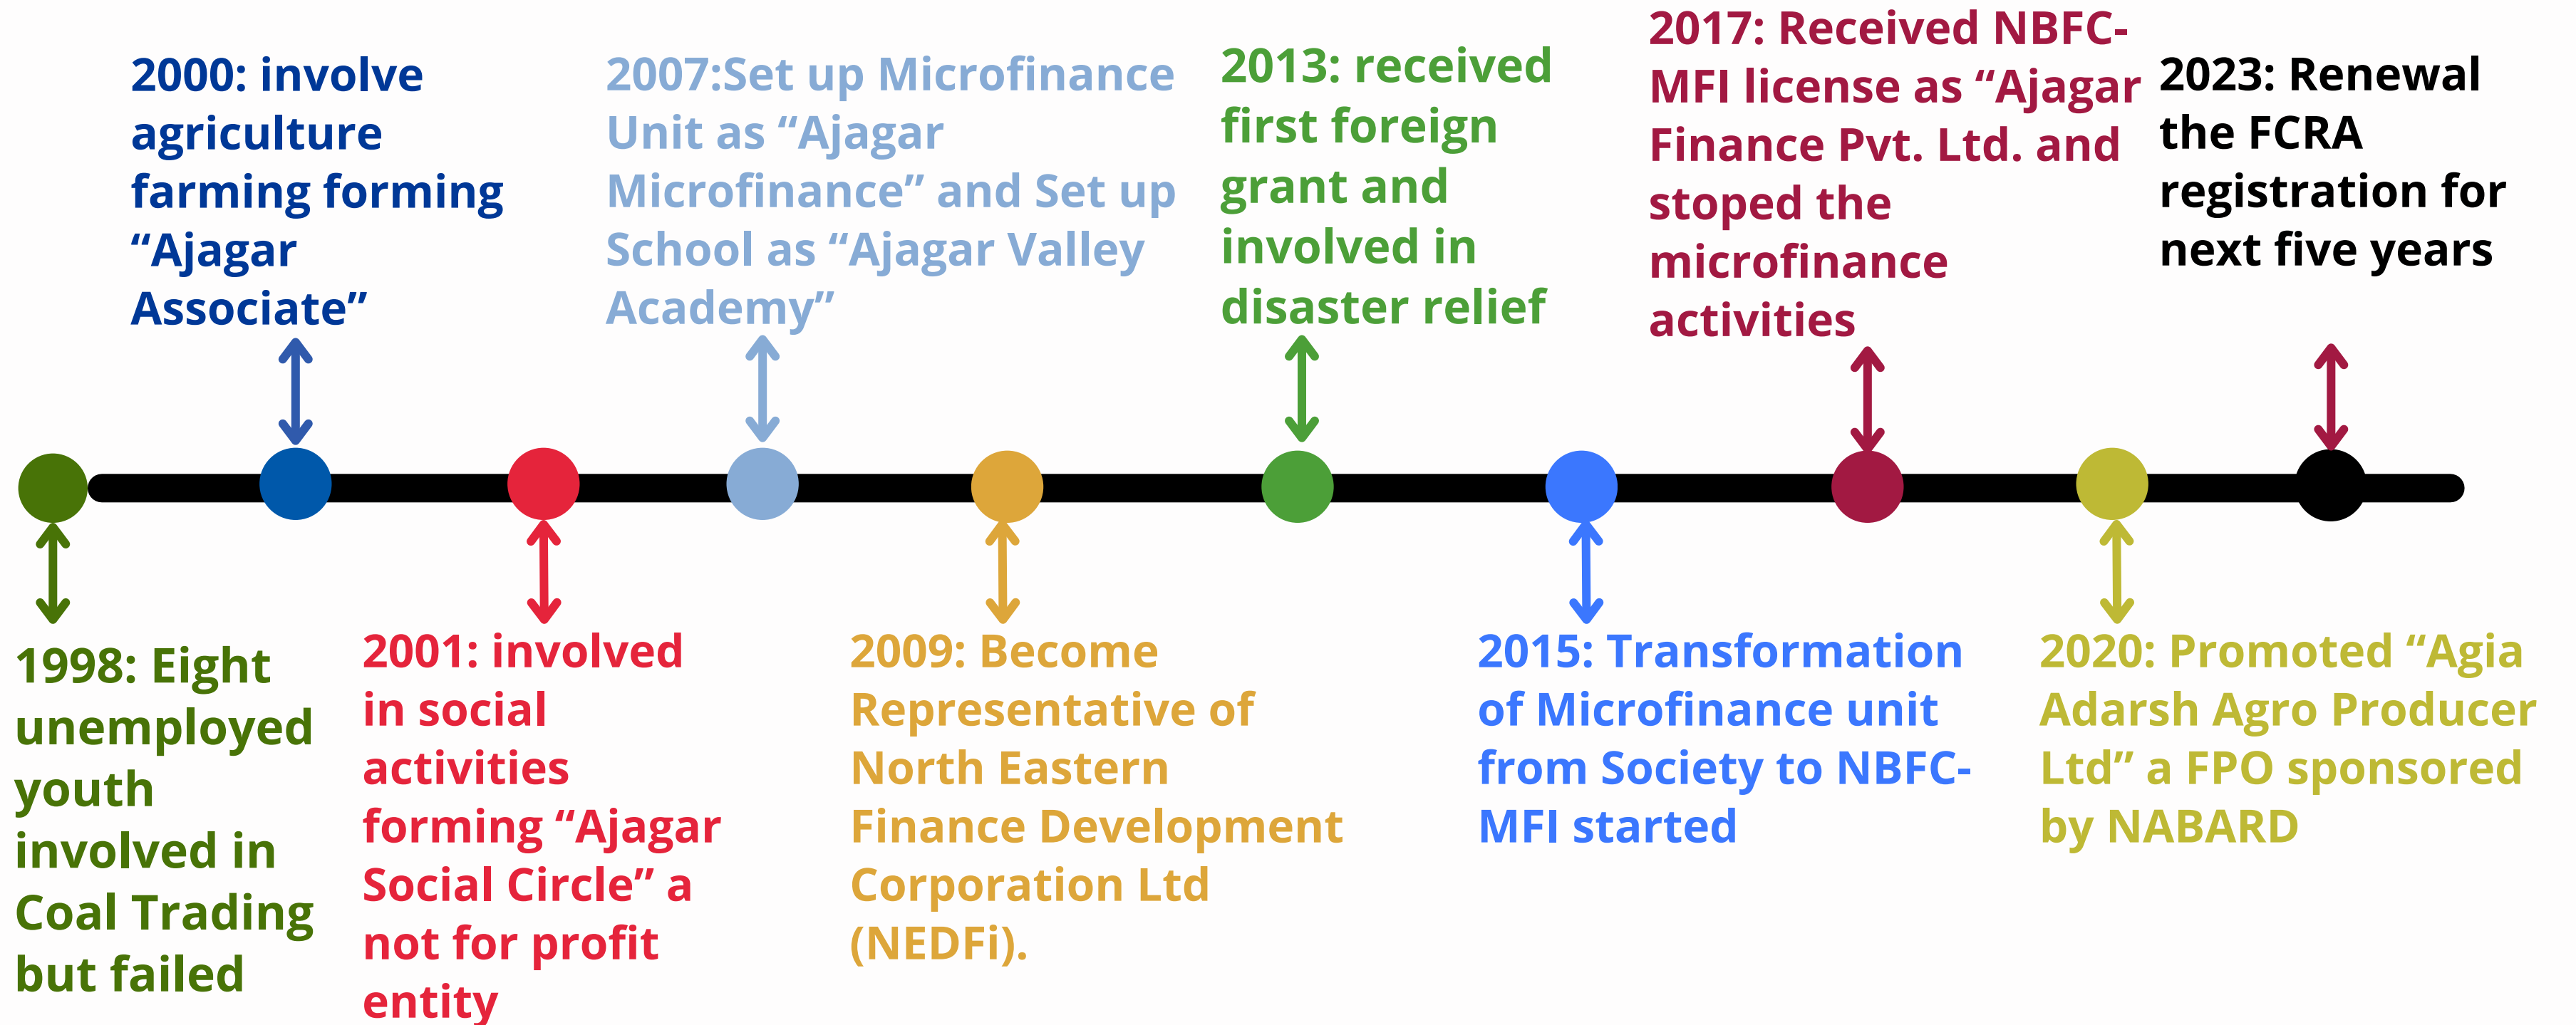 1998: Eight
unemployed
youth
involved in
Coal Trading
but failed
2000: involve
agriculture
farming forming
“Ajagar
Associate”
2001: involved
in social
activities
forming “Ajagar
Social Circle” a
not for profit
entity
2007:Set up Microfinance
Unit as “Ajagar
Microfinance” and Set up
School as “Ajagar Valley
Academy”
2009: Become
Representative of
North Eastern
Finance Development
Corporation Ltd
(NEDFi).
2013: received
first foreign
grant and
involved in
disaster relief
2015: Transformation
of Microfinance unit
from Society to NBFC-
MFI started
2017: Received NBFC-
MFI license as “Ajagar
Finance Pvt. Ltd. and
stoped the
microfinance
activities
2020: Promoted “Agia
Adarsh Agro Producer
Ltd” a FPO sponsored
by NABARD
2023: Renewal
the FCRA
registration for
next five years